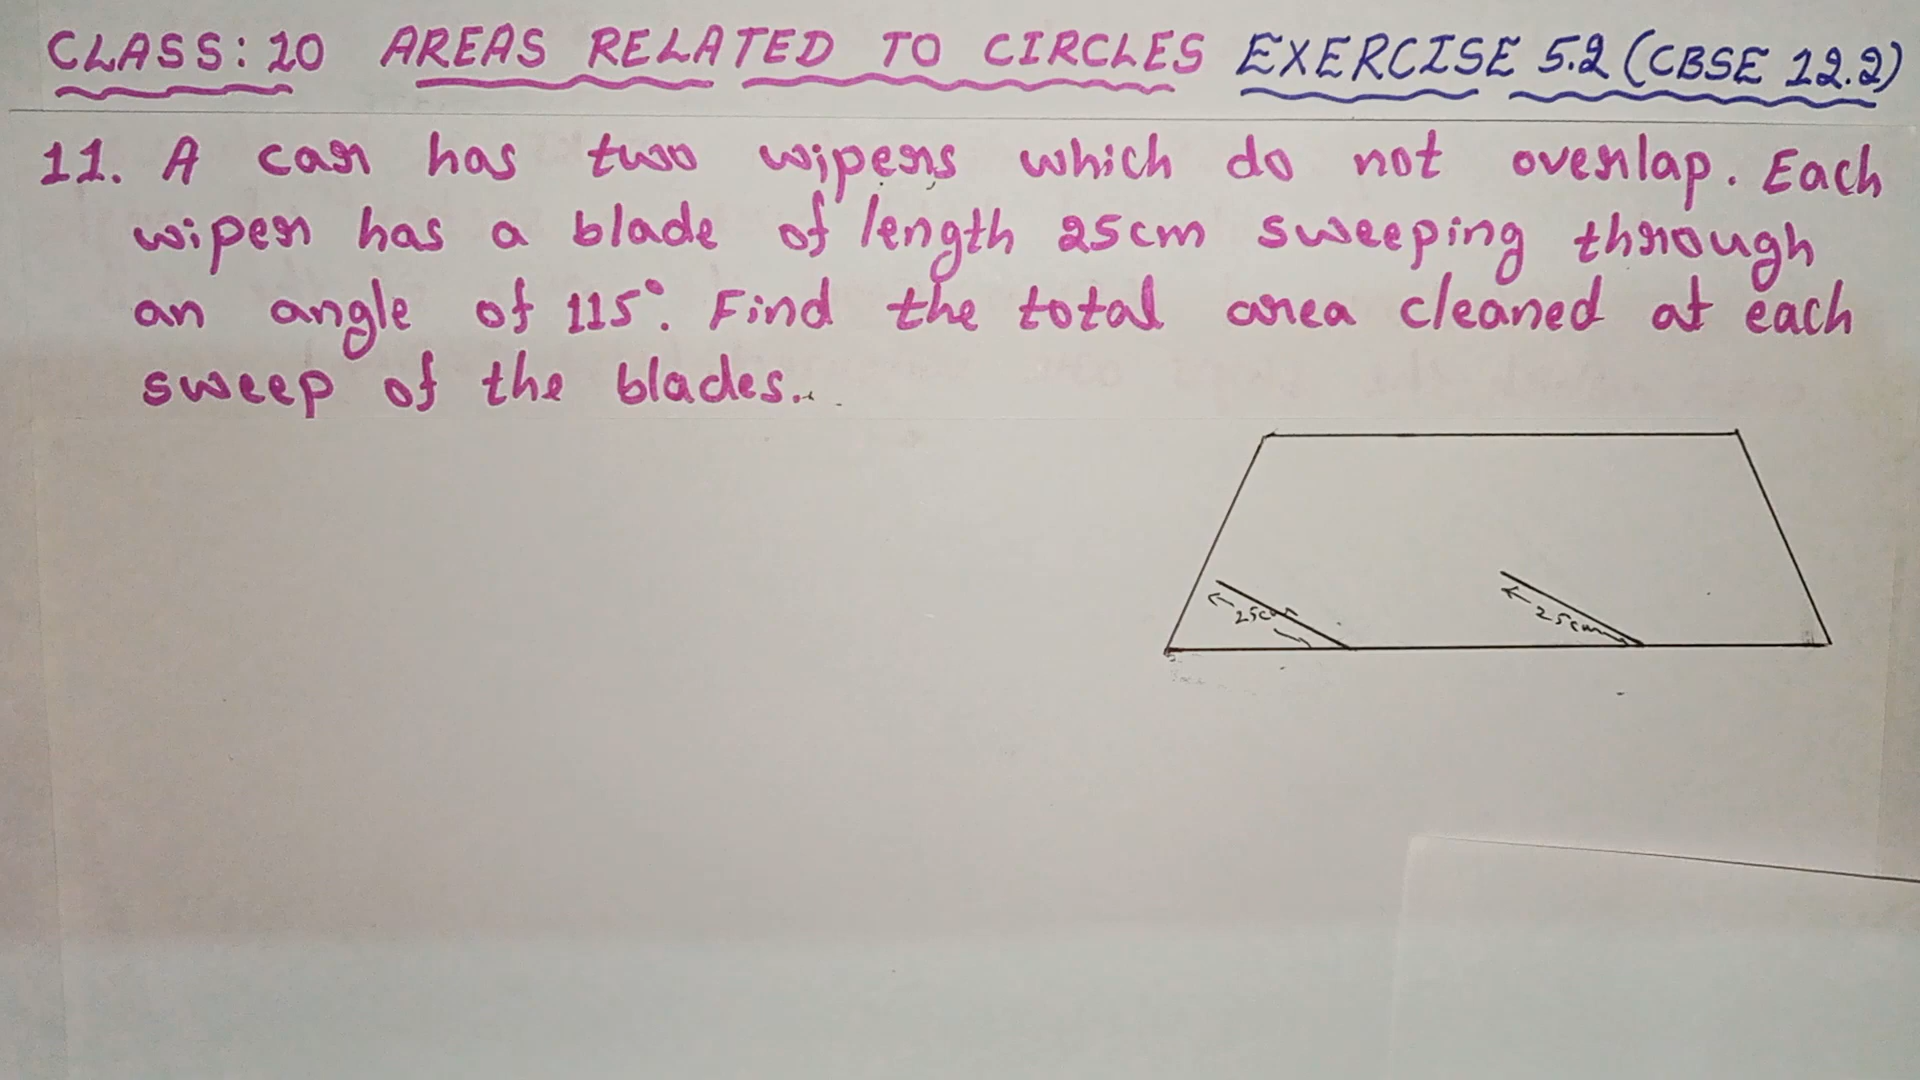 CLASS: 10 AREAS RELATED TO CIRCLES EXERCISE 5.2 (CBSE 12.2)
11. A car has two wipers which do not overlap. Each
wiper has a blade of length 25cm sweeping through
an angle of 115°. Find the total area cleaned at each
sweep of the blades.
25cm
25cm